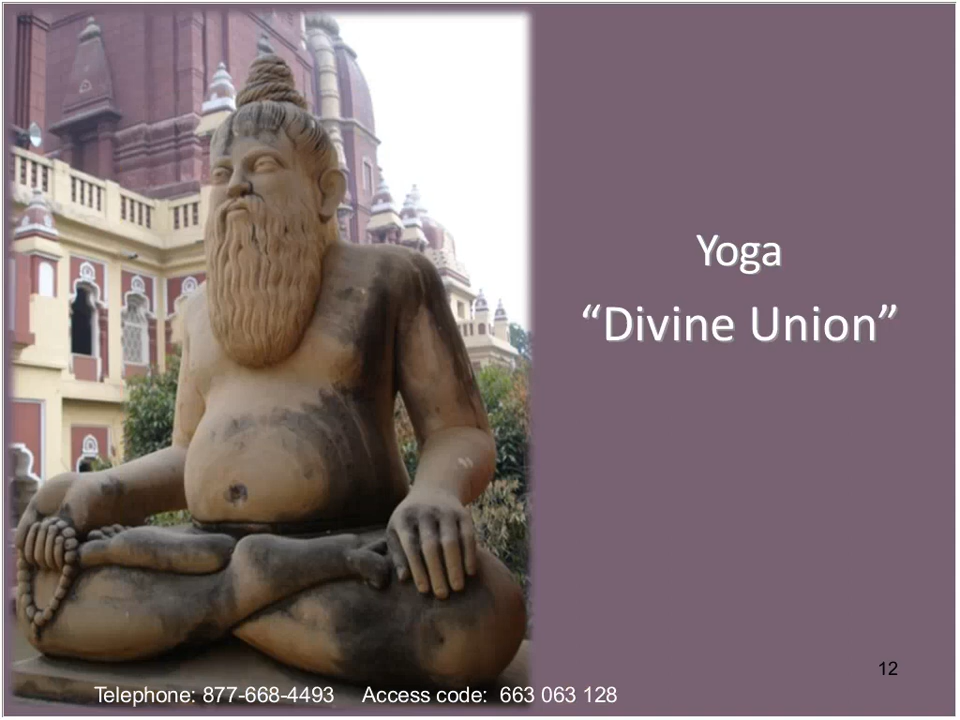 Yoga
“Divine Union”
12
Telephone: 877-668-4493 Access code: 663 063 128